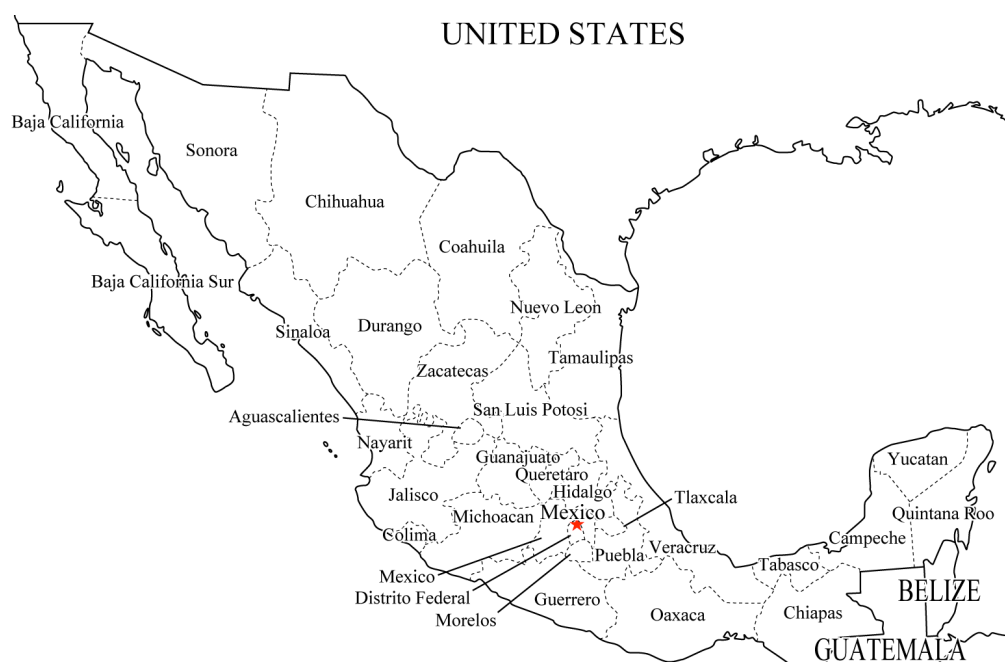 UNITED STATES
Baja California
Sonora
Chihuahua
Coahuila
Baja California Sur
Nuevo Leon
Sinaloa
Durango
Tamaulipas
Zacatecas
San Luis Potosi
Aguascalientes
Nayarit
Guanajuato
Yucatan
Queretaro
Hidalgo
Jalisco
Tlaxcala
Mexico
Michoacan
Quintana Roo
Colima
Campeche
Puebla
Veracruz
Tabasco
Mexico
BELIZE
Distrito Federal
Guerrero
Morelos
Oaxaca
Chiapas
GUATEMALA